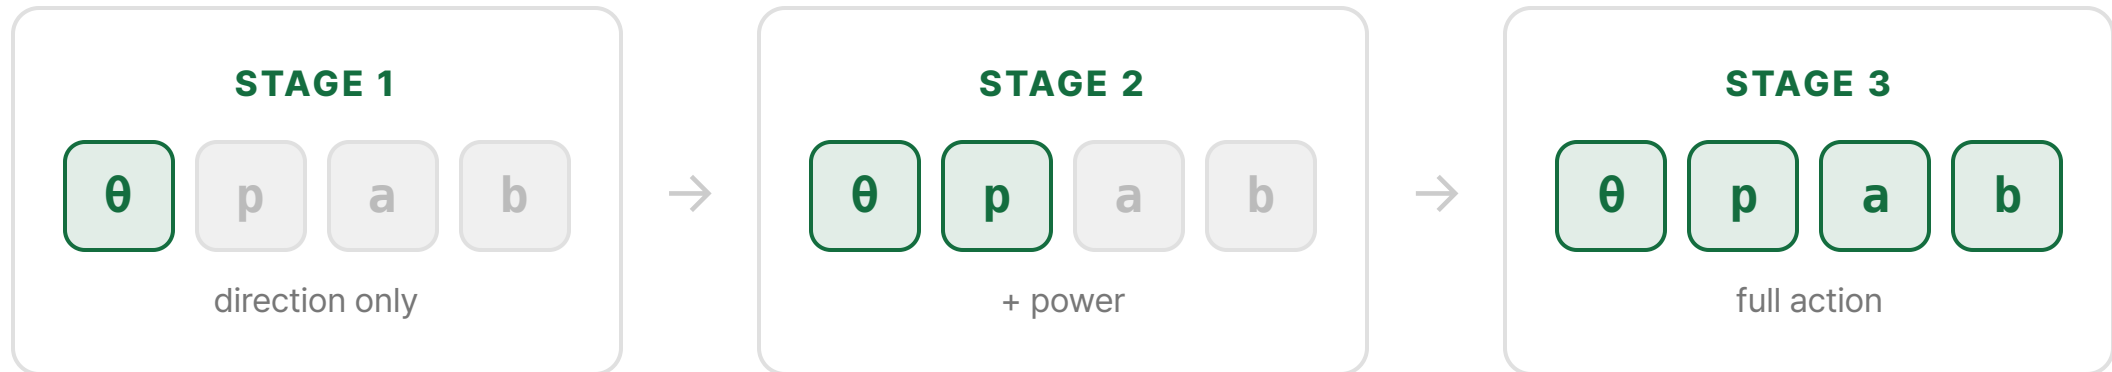 STAGE 1
θ p a b
direction only
→
STAGE 2
θ p a b
+ power
→
STAGE 3
θ p a b
full action